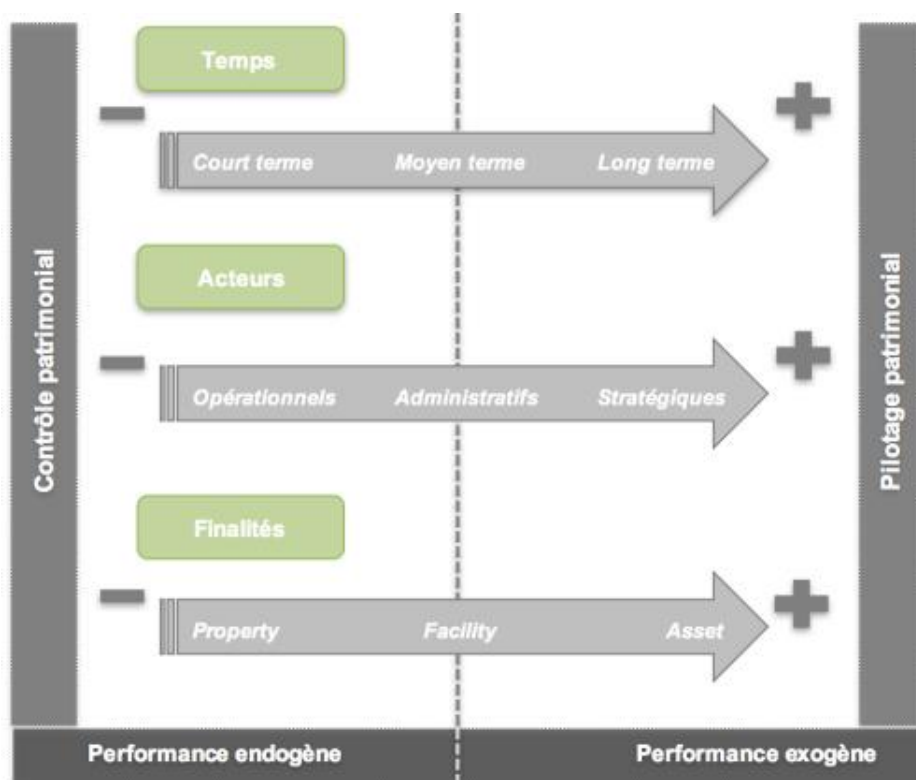 Temps
Court terme Moyen terme Long terme
Acteurs
Opérationnels Administratifs Stratégiques
Finalités
Property Facility Asset
Contrôle patrimonial
Pilotage patrimonial
Performance endogène Performance exogène